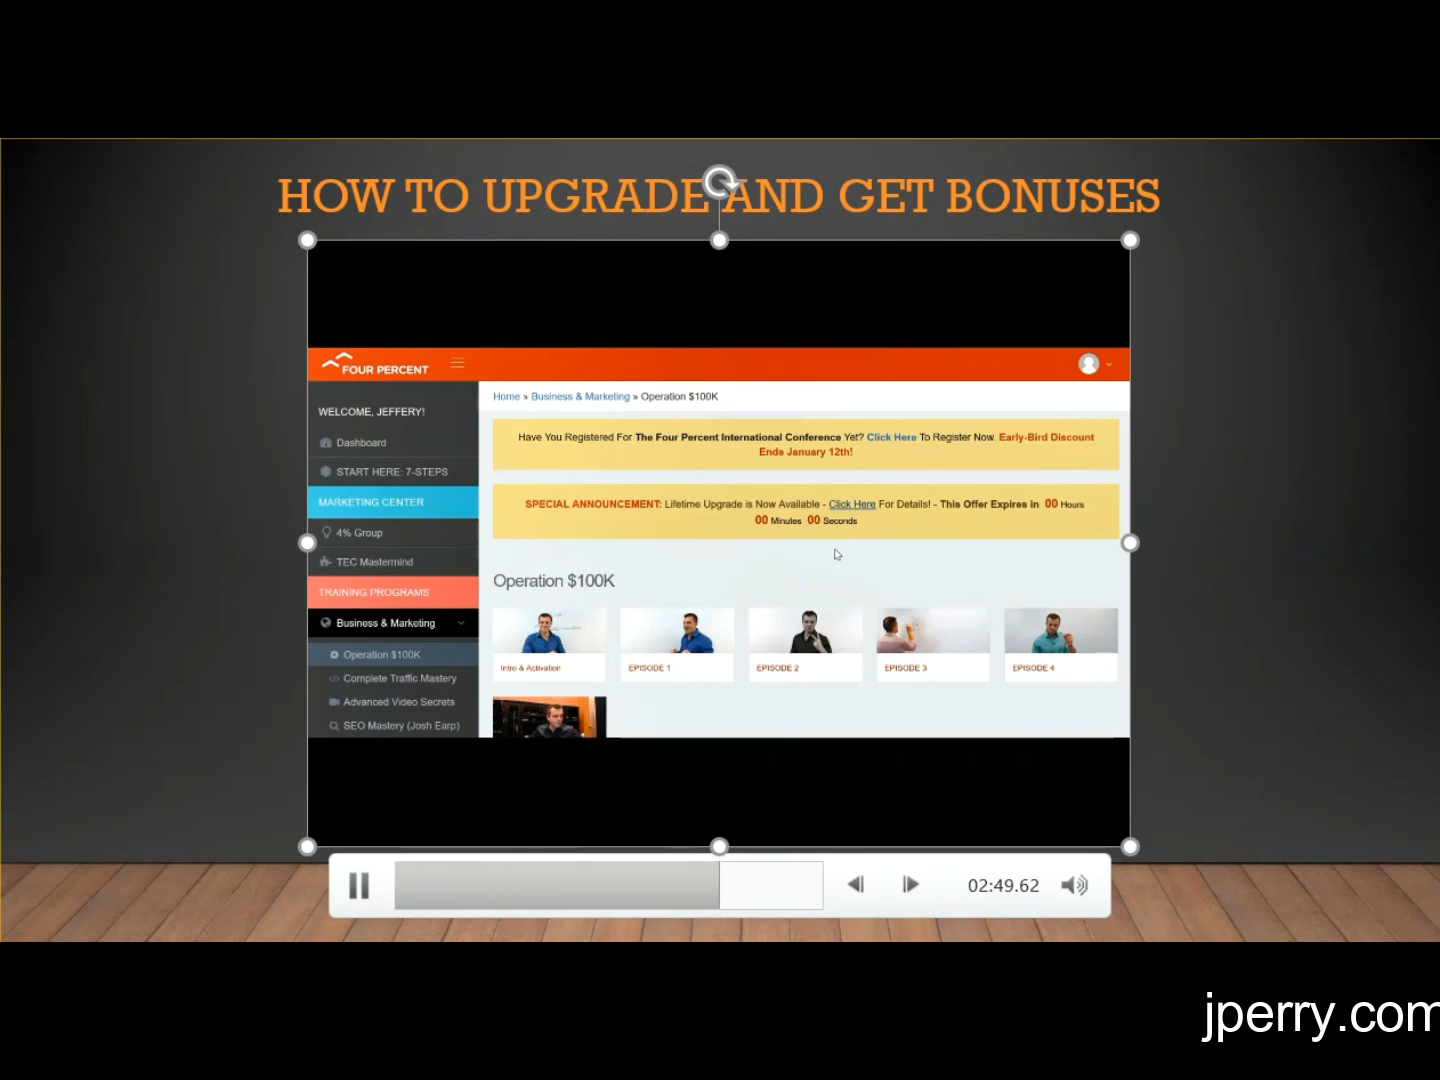 HOW TO UPGRADE AND GET BONUSES
FOUR PERCENT
WELCOME, JEFFERY!
Dashboard
START HERE: 7-STEPS
MARKETING CENTER
4% Group
TEC Mastermind
TRAINING PROGRAMS
Business & Marketing
Operation $100K
Complete Traffic Mastery
Advanced Video Secrets
SEO Mastery (Josh Earp)
Home » Business & Marketing » Operation $100K
Have You Registered For The Four Percent International Conference Yet? Click Here To Register Now. Early-Bird Discount
Ends January 12th!
SPECIAL ANNOUNCEMENT: Lifetime Upgrade is Now Available - Click Here For Details! - This Offer Expires in 00 Hours
00 Minutes 00 Seconds
Operation $100K
Intro & Activation
EPISODE 1
EPISODE 2
EPISODE 3
EPISODE 4
02:49.62
jperry.com